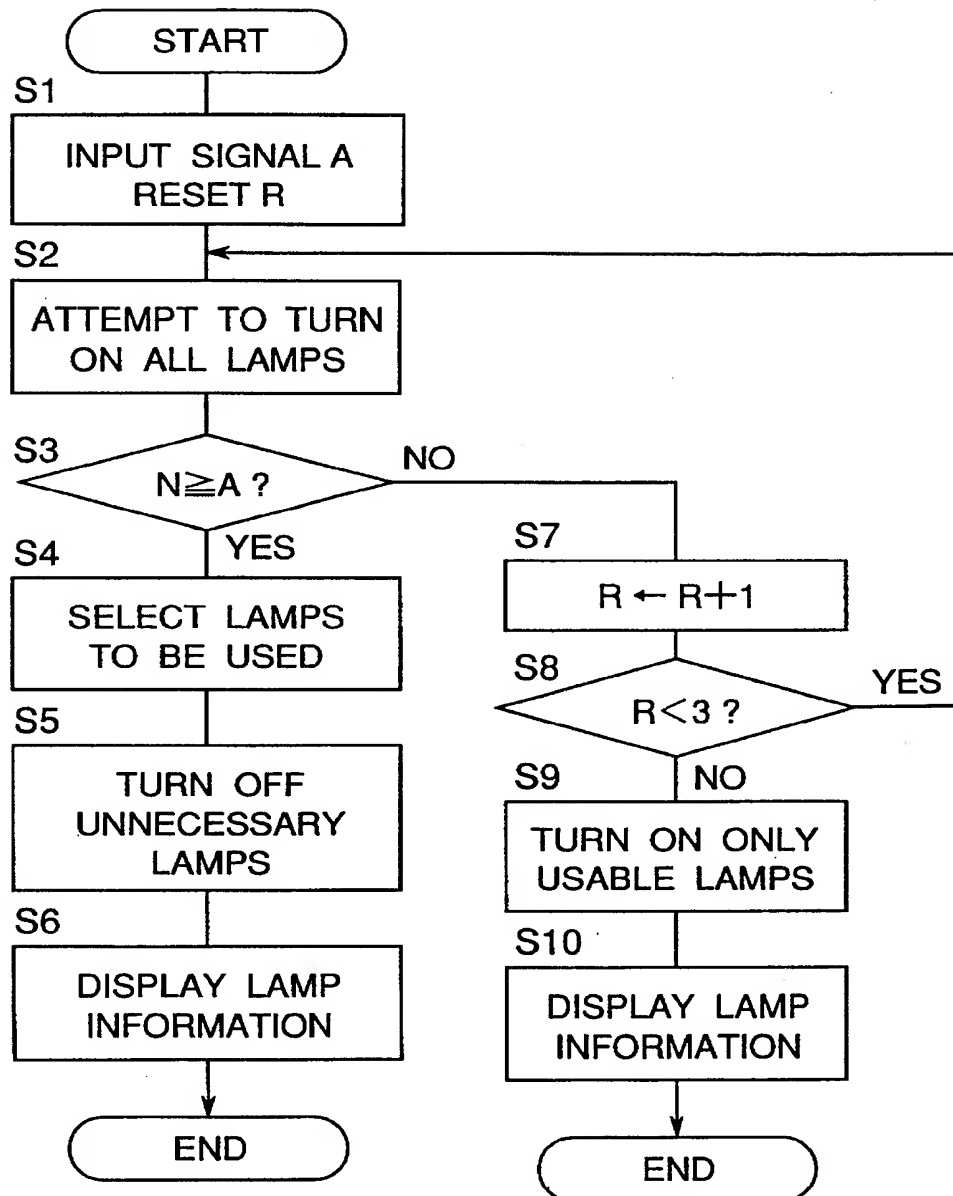 START
S1
INPUT SIGNAL A
RESET R
S2
ATTEMPT TO TURN
ON ALL LAMPS
S3
N≧A ?
NO
YES
S4
SELECT LAMPS
TO BE USED
S5
TURN OFF
UNNECESSARY
LAMPS
S6
DISPLAY LAMP
INFORMATION
END
S7
R ← R+1
S8
R<3 ?
YES
NO
S9
TURN ON ONLY
USABLE LAMPS
S10
DISPLAY LAMP
INFORMATION
END